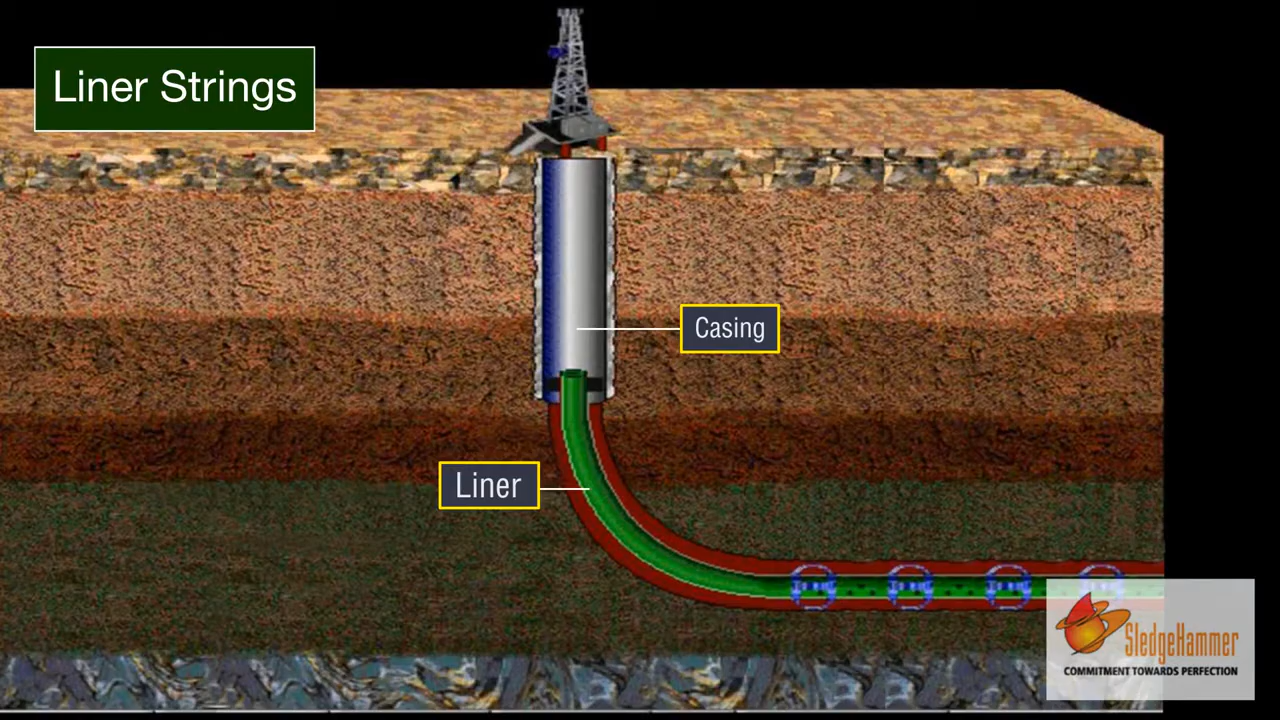 Liner Strings
Casing
Liner
SledgeHammer
COMMITMENT TOWARDS PERFECTION